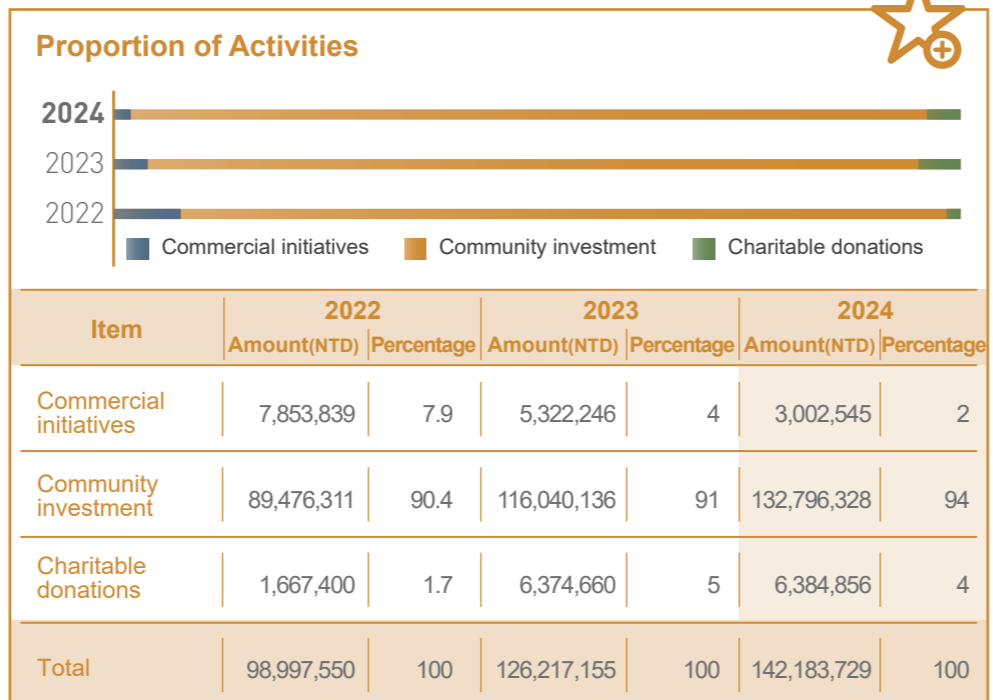 Proportion of Activities
2024
2023
2022
Commercial initiatives Community investment Charitable donations
Item 2022 2023 2024
Amount(NTD) Percentage Amount(NTD) Percentage Amount(NTD) Percentage
Commercial
initiatives 7,853,839 7.9 5,322,246 4 3,002,545 2
Community
investment 89,476,311 90.4 116,040,136 91 132,796,328 94
Charitable
donations 1,667,400 1.7 6,374,660 5 6,384,856 4
Total 98,997,550 100 126,217,155 100 142,183,729 100